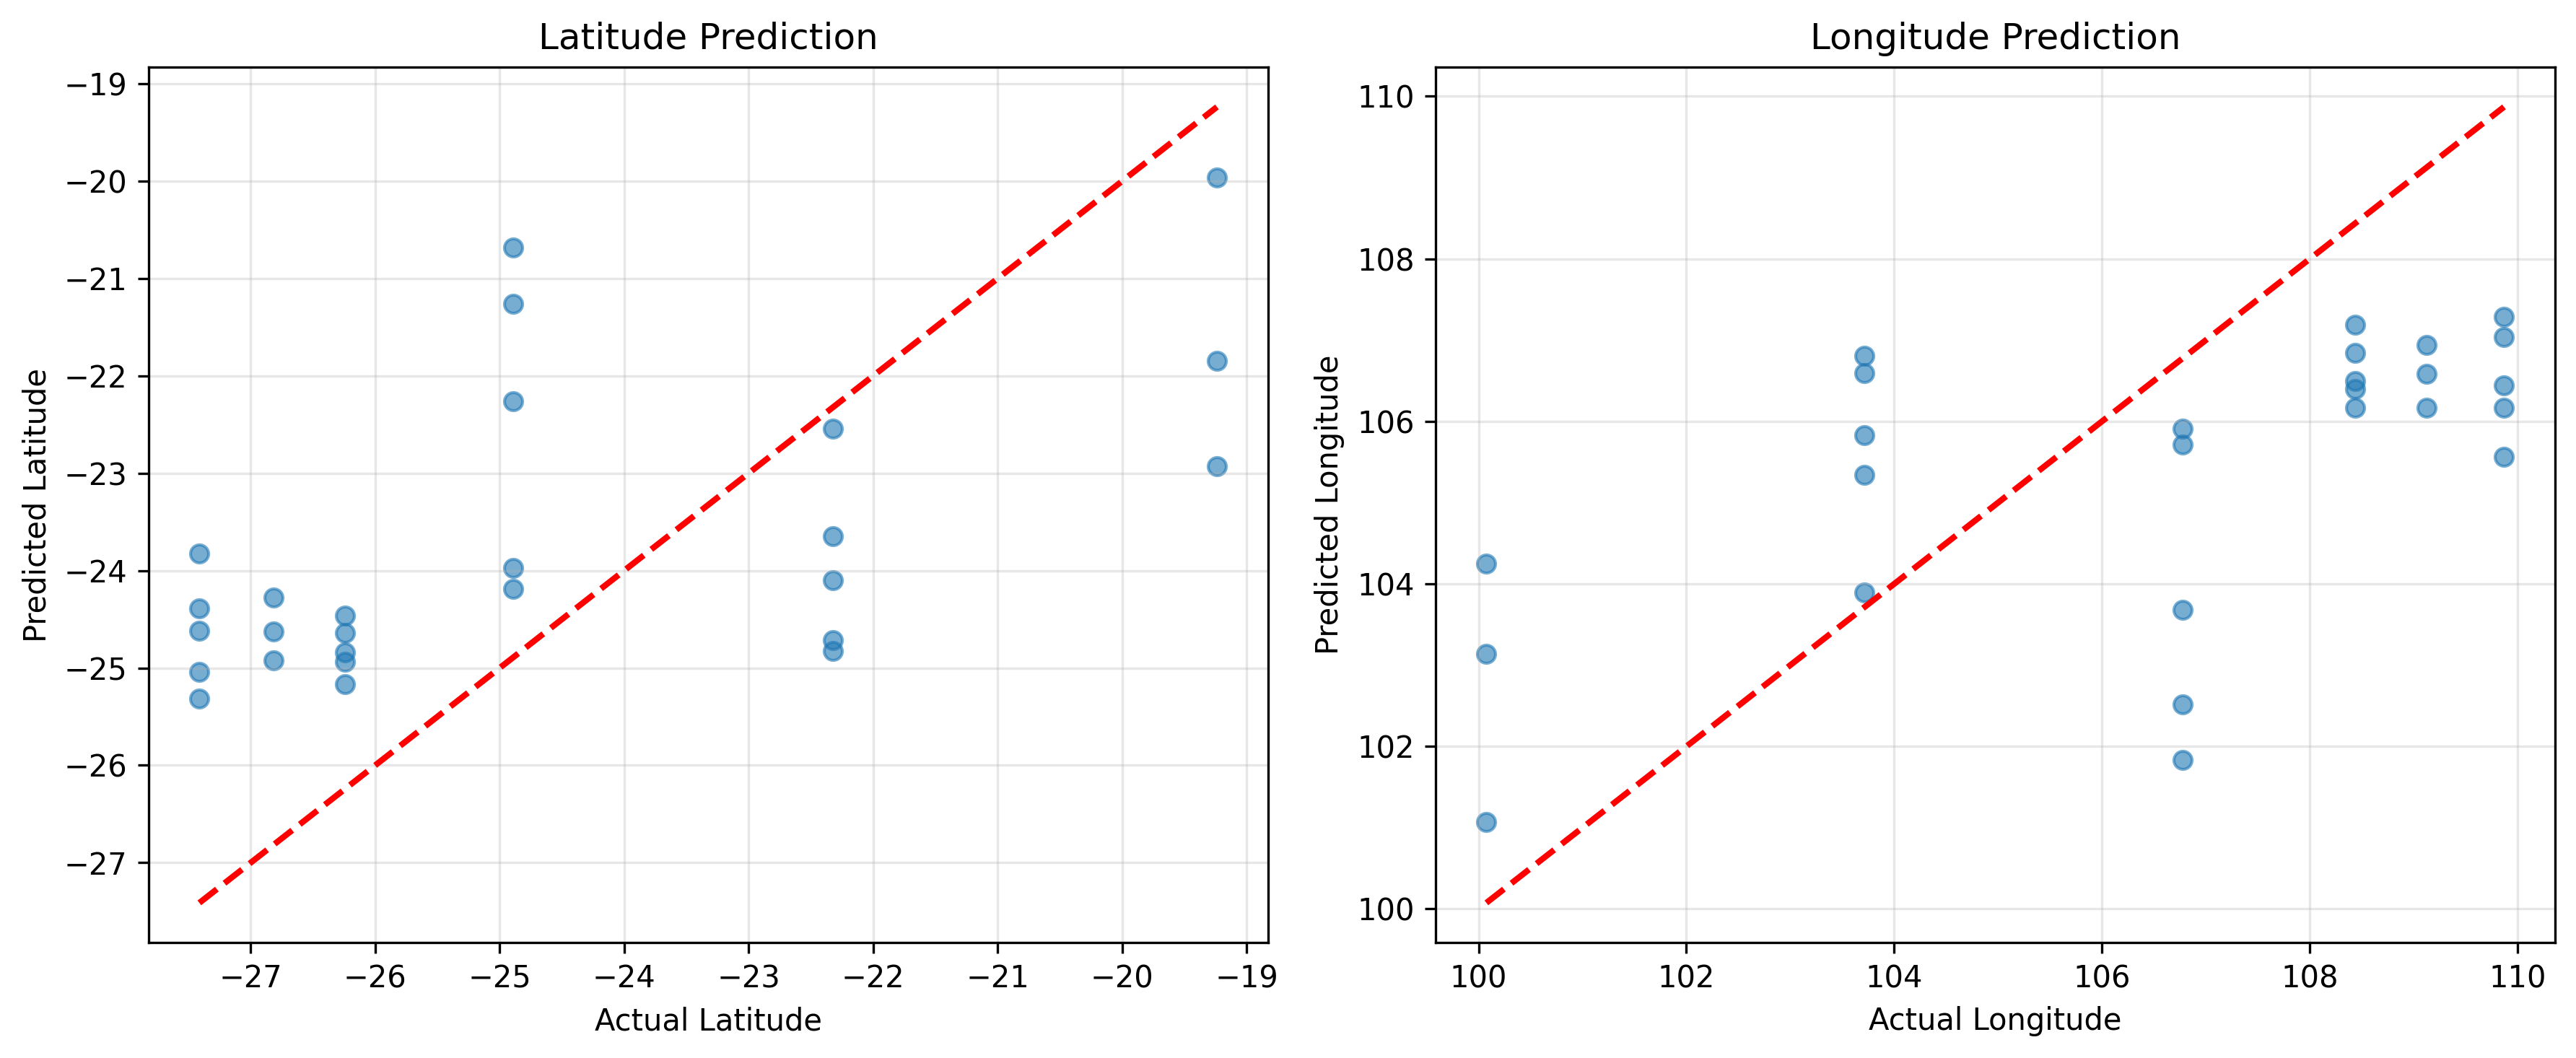 Latitude Prediction
Predicted Latitude
−19
−20
−21
−22
−23
−24
−25
−26
−27
−27 −26 −25 −24 −23 −22 −21 −20 −19
Actual Latitude
Longitude Prediction
Predicted Longitude
110
108
106
104
102
100
100 102 104 106 108 110
Actual Longitude